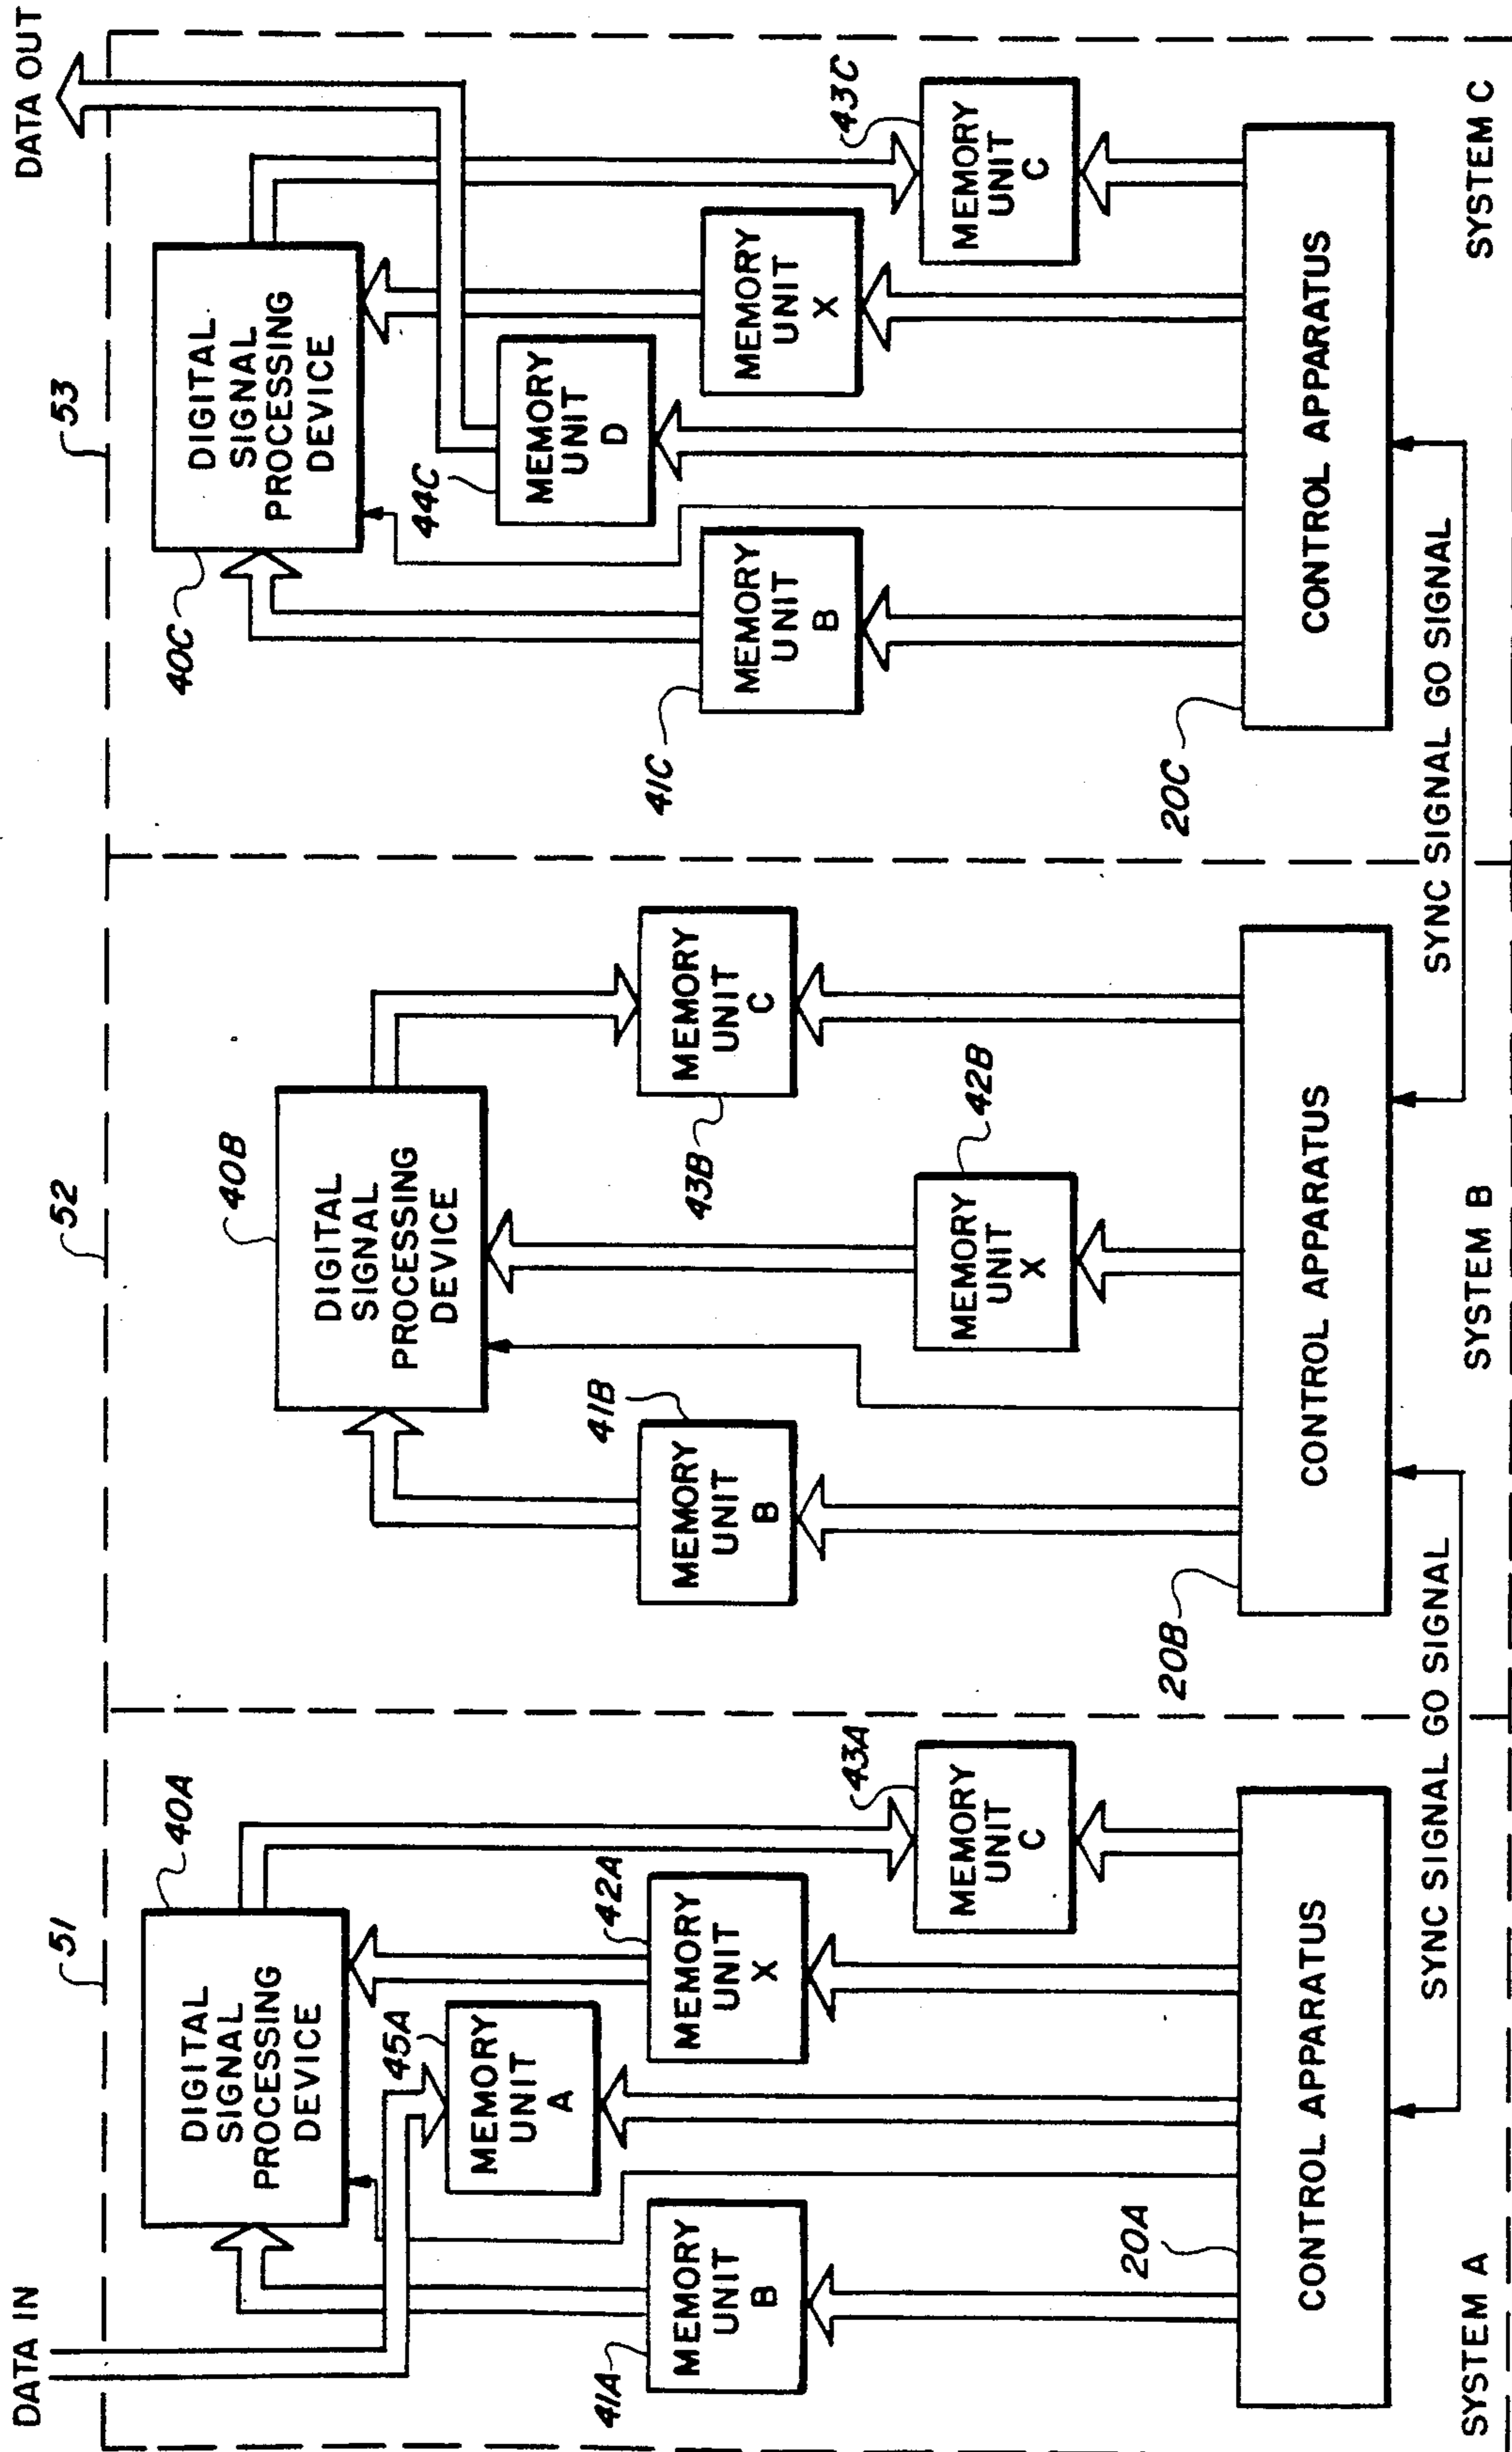 DATA IN
DATA OUT
51
52
53
DIGITAL
SIGNAL
PROCESSING
DEVICE
40A
45A
MEMORY
UNIT
A
MEMORY
UNIT
B
41A
MEMORY
UNIT
X
42A
MEMORY
UNIT
C
43A
CONTROL APPARATUS
20A
SYSTEM A
SYNC SIGNAL GO SIGNAL
DIGITAL
SIGNAL
PROCESSING
DEVICE
40B
MEMORY
UNIT
B
41B
MEMORY
UNIT
C
43B
MEMORY
UNIT
X
42B
CONTROL APPARATUS
20B
SYSTEM B
SYNC SIGNAL GO SIGNAL
DIGITAL
SIGNAL
PROCESSING
DEVICE
40C
MEMORY
UNIT
D
44C
MEMORY
UNIT
B
41C
MEMORY
UNIT
X
MEMORY
UNIT
C
43C
CONTROL APPARATUS
20C
SYSTEM C